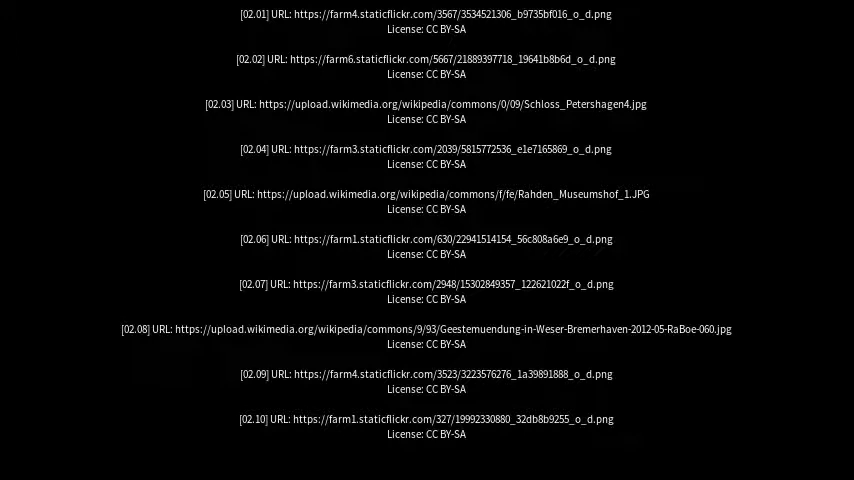 [02.01] URL: https://farm4.staticflickr.com/3567/3534521306_b9735bf016_o_d.png
License: CC BY-SA
[02.02] URL: https://farm6.staticflickr.com/5667/21889397718_19641b8b6d_o_d.png
License: CC BY-SA
[02.03] URL: https://upload.wikimedia.org/wikipedia/commons/0/09/Schloss_Petershagen4.jpg
License: CC BY-SA
[02.04] URL: https://farm3.staticflickr.com/2039/5815772536_e1e7165869_o_d.png
License: CC BY-SA
[02.05] URL: https://upload.wikimedia.org/wikipedia/commons/f/fe/Rahden_Museumshof_1.JPG
License: CC BY-SA
[02.06] URL: https://farm1.staticflickr.com/630/22941514154_56c808a6e9_o_d.png
License: CC BY-SA
[02.07] URL: https://farm3.staticflickr.com/2948/15302849357_122621022f_o_d.png
License: CC BY-SA
[02.08] URL: https://upload.wikimedia.org/wikipedia/commons/9/93/Geestemuendung-in-Weser-Bremerhaven-2012-05-RaBoe-060.jpg
License: CC BY-SA
[02.09] URL: https://farm4.staticflickr.com/3523/3223576276_1a39891888_o_d.png
License: CC BY-SA
[02.10] URL: https://farm1.staticflickr.com/327/19992330880_32db8b9255_o_d.png
License: CC BY-SA